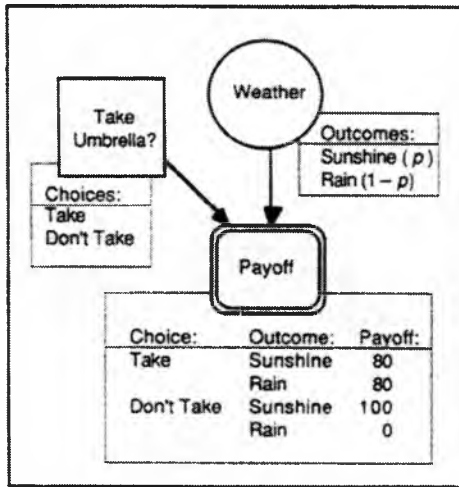 Take
Umbrella?
Weather
Outcomes:
Sunshine (p)
Rain (1 – p)
Choices:
Take
Don't Take
Payoff
Choice: Outcome: Payoff:
Take Sunshine 80
Rain 80
Don't Take Sunshine 100
Rain 0